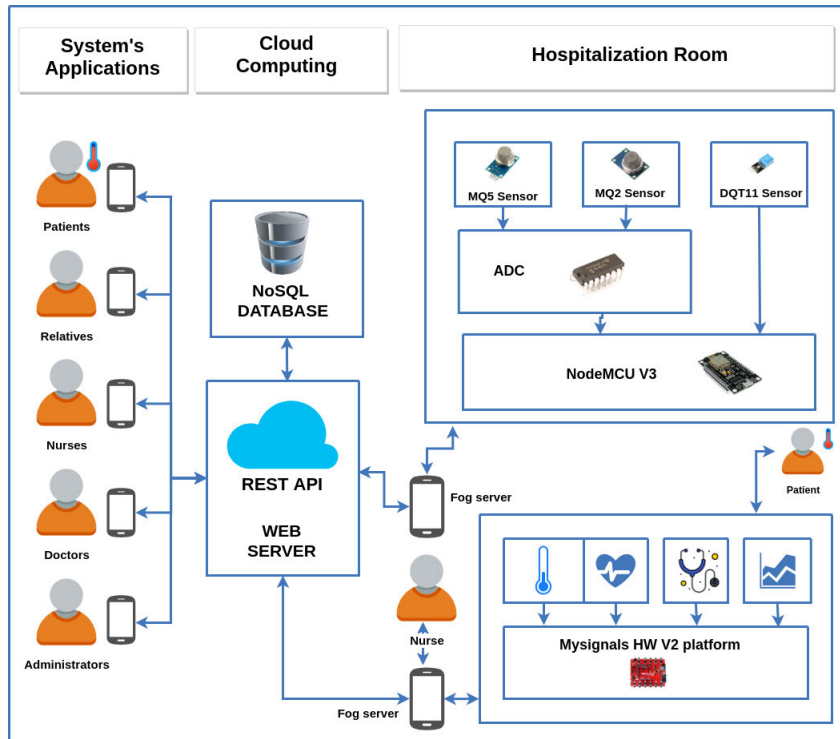 System's
Applications
Cloud
Computing
Hospitalization Room
MQ5 Sensor
MQ2 Sensor
DQT11 Sensor
Patients
ADC
NoSQL
DATABASE
Relatives
NodeMCU V3
Nurses
REST API
Fog server
Patient
WEB
SERVER
Doctors
Nurse
Mysignals HW V2 platform
Administrators
Fog server